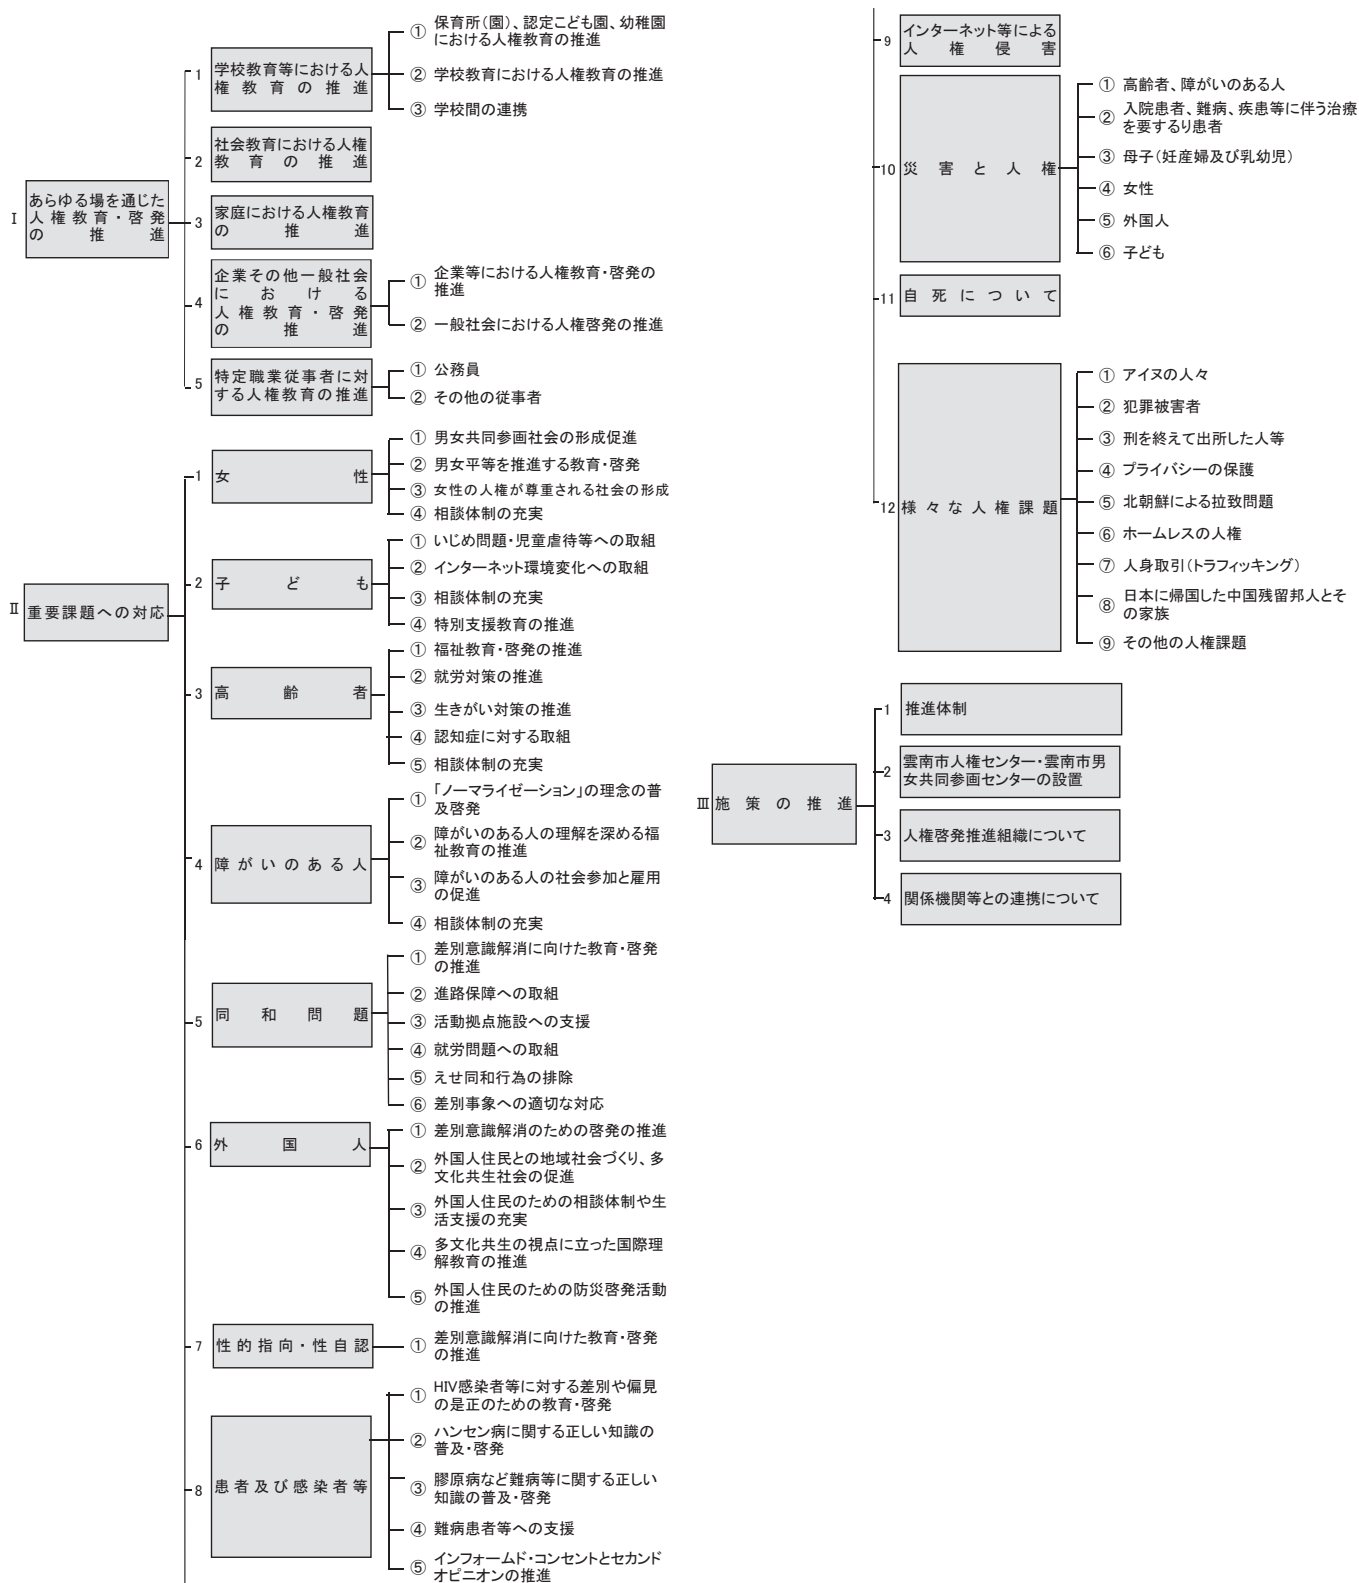 Ⅰ
あらゆる場を通じた
人権教育・啓発
の推進
1
学校教育等における人
権教育の推進
① 保育所(園)、認定こども園、幼稚園
における人権教育の推進
② 学校教育における人権教育の推進
③ 学校間の連携
2
社会教育における人権
教育の推進
3
家庭における人権教育
の推進
4
企業その他一般社会
における
人権教育・啓発
の推進
① 企業等における人権教育・啓発の
推進
② 一般社会における人権啓発の推進
5
特定職業従事者に対
する人権教育の推進
① 公務員
② その他の従事者
Ⅱ
重要課題への対応
1
女性
① 男女共同参画社会の形成促進
② 男女平等を推進する教育・啓発
③ 女性の人権が尊重される社会の形成
④ 相談体制の充実
2
子ども
① いじめ問題・児童虐待等への取組
② インターネット環境変化への取組
③ 相談体制の充実
④ 特別支援教育の推進
3
高齢者
① 福祉教育・啓発の推進
② 就労対策の推進
③ 生きがい対策の推進
④ 認知症に対する取組
⑤ 相談体制の充実
4
障がいのある人
① 「ノーマライゼーション」の理念の普
及啓発
② 障がいのある人の理解を深める福
祉教育の推進
③ 障がいのある人の社会参加と雇用
の促進
④ 相談体制の充実
5
同和問題
① 差別意識解消に向けた教育・啓発
の推進
② 進路保障への取組
③ 活動拠点施設への支援
④ 就労問題への取組
⑤ えせ同和行為の排除
⑥ 差別事象への適切な対応
6
外国人
① 差別意識解消のための啓発の推進
② 外国人住民との地域社会づくり、多
文化共生社会の促進
③ 外国人住民のための相談体制や生
活支援の充実
④ 多文化共生の視点に立った国際理
解教育の推進
⑤ 外国人住民のための防災啓発活動
の推進
7
性的指向・性自認
① 差別意識解消に向けた教育・啓発
の推進
8
患者及び感染者等
① HIV感染者等に対する差別や偏見
の是正のための教育・啓発
② ハンセン病に関する正しい知識の
普及・啓発
③ 膠原病など難病等に関する正しい
知識の普及・啓発
④ 難病患者等への支援
⑤ インフォームド・コンセントとセカンド
オピニオンの推進
9
インターネット等による
人権侵害
10
災害と人権
① 高齢者、障がいのある人
② 入院患者、難病、疾患等に伴う治療
を要するり患者
③ 母子(妊産婦及び乳幼児)
④ 女性
⑤ 外国人
⑥ 子ども
11
自死について
12
様々な人権課題
① アイヌの人々
② 犯罪被害者
③ 刑を終えて出所した人等
④ プライバシーの保護
⑤ 北朝鮮による拉致問題
⑥ ホームレスの人権
⑦ 人身取引(トラフィッキング)
⑧ 日本に帰国した中国残留邦人とそ
の家族
⑨ その他の人権課題
Ⅲ
施策の推進
1
推進体制
2
雲南市人権センター・雲南市男
女共同参画センターの設置
3
人権啓発推進組織について
4
関係機関等との連携について